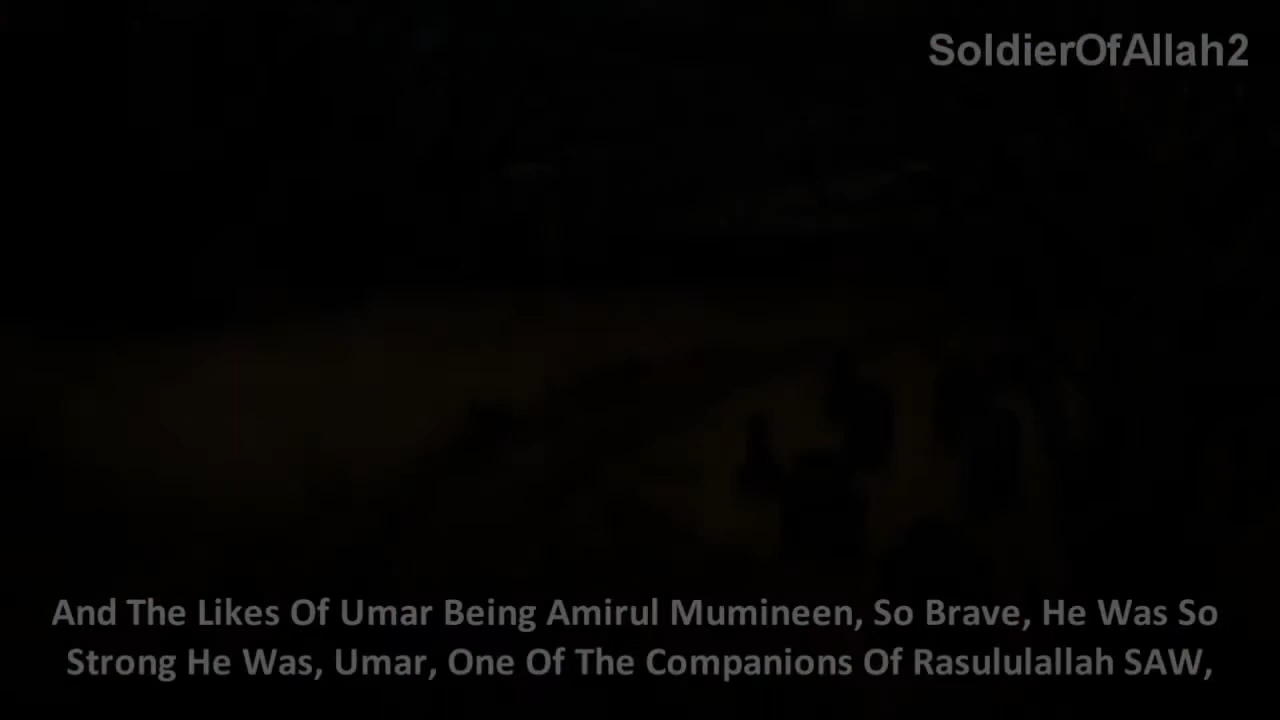 SoldierOfAllah2
And The Likes Of Umar Being Amirul Mumineen, So Brave, He Was So
Strong He Was, Umar, One Of The Companions Of Rasululallah SAW,